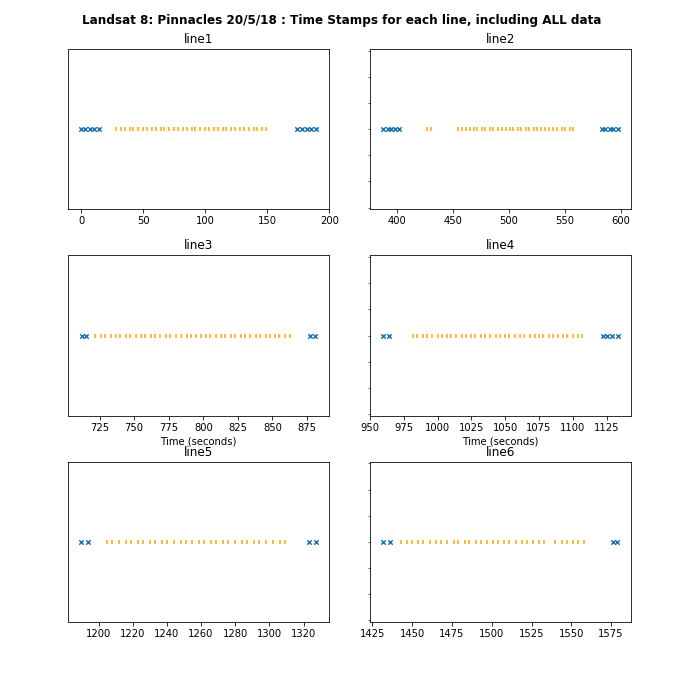 Landsat 8: Pinnacles 20/5/18 : Time Stamps for each line, including ALL data
line1 line2
0 50 100 150 200 400 450 500 550 600
line3 line4
725 750 775 800 825 850 875 950 975 1000 1025 1050 1075 1100 1125
Time (seconds) Time (seconds)
line5 line6
1200 1220 1240 1260 1280 1300 1320 1425 1450 1475 1500 1525 1550 1575